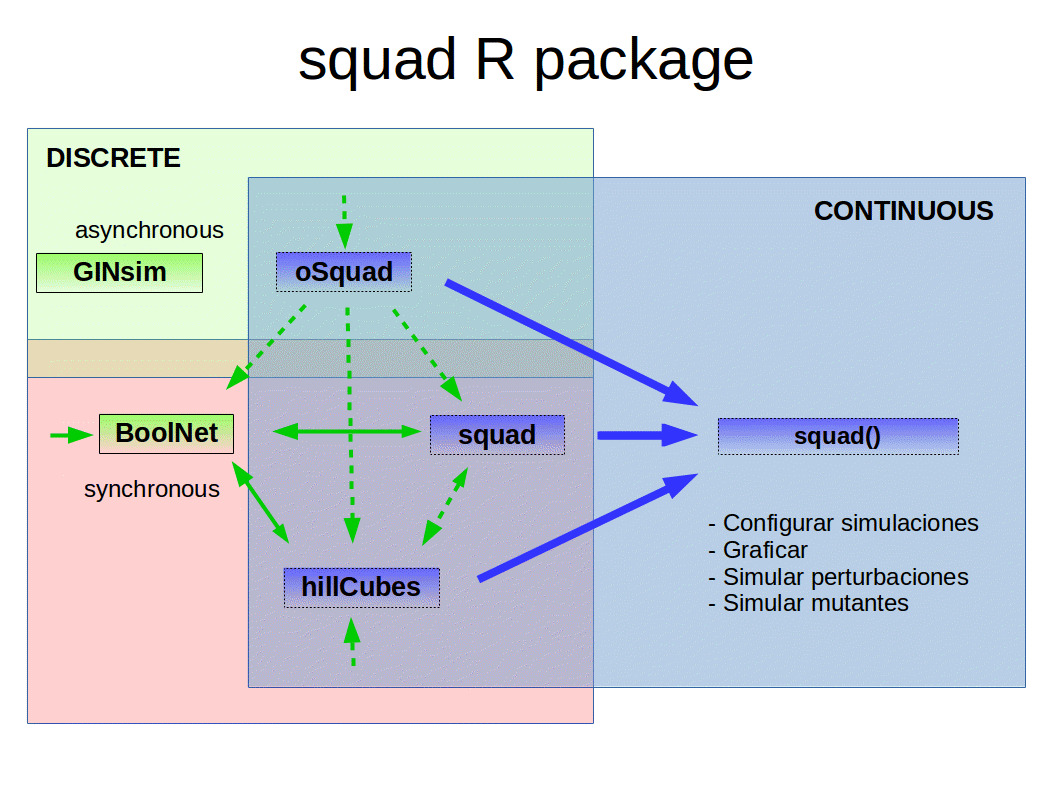 squad R package
DISCRETE
CONTINUOUS
asynchronous
GINsim
oSquad
BoolNet
squad
squad()
synchronous
- Configurar simulaciones
- Graficar
- Simular perturbaciones
- Simular mutantes
hillCubes